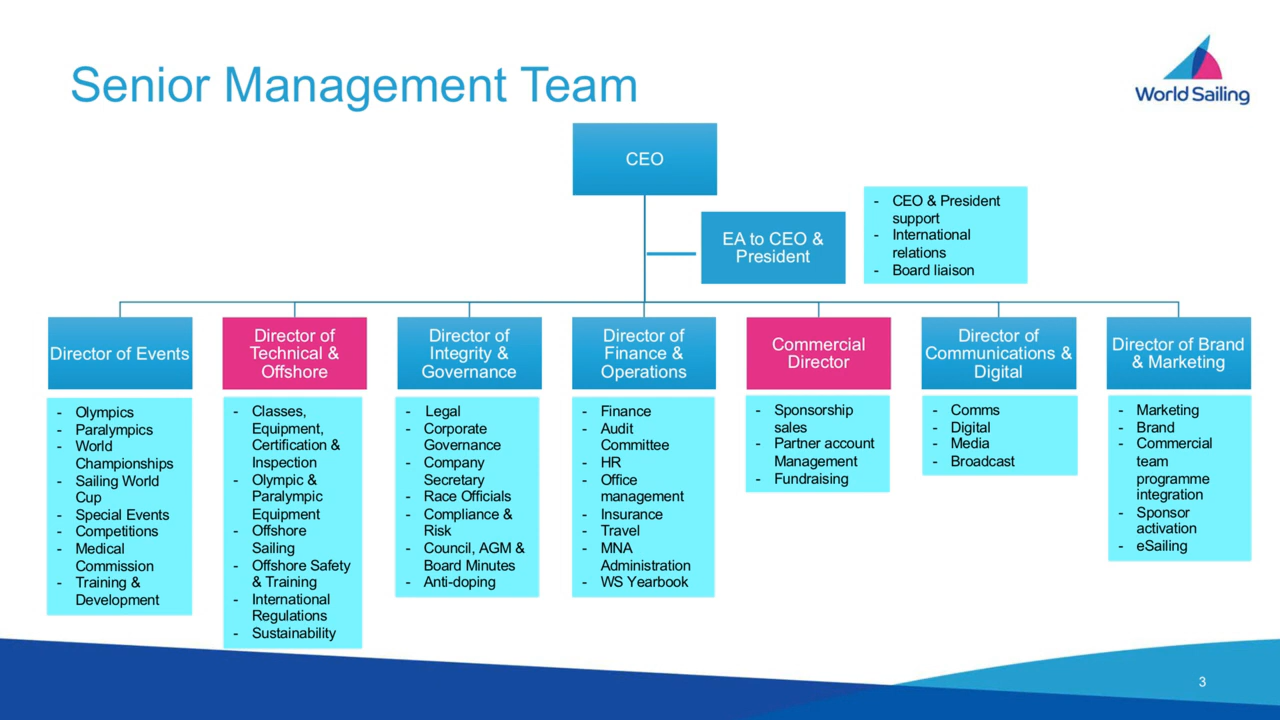 Senior Management Team
World Sailing
CEO
EA to CEO &
President
- CEO & President
support
- International
relations
- Board liaison
Director of Events
- Olympics
- Paralympics
- World
Championships
- Sailing World
Cup
- Special Events
- Competitions
- Medical
Commission
- Training &
Development
Director of
Technical &
Offshore
- Classes,
Equipment,
Certification &
Inspection
- Olympic &
Paralympic
Equipment
- Offshore
Sailing
- Offshore Safety
& Training
- International
Regulations
- Sustainability
Director of
Integrity &
Governance
- Legal
- Corporate
Governance
- Company
Secretary
- Race Officials
- Compliance &
Risk
- Council, AGM &
Board Minutes
- Anti-doping
Director of
Finance &
Operations
- Finance
- Audit
Committee
- HR
- Office
management
- Insurance
- Travel
- MNA
Administration
- WS Yearbook
Commercial
Director
- Sponsorship
sales
- Partner account
Management
- Fundraising
Director of
Communications &
Digital
- Comms
- Digital
- Media
- Broadcast
Director of Brand
& Marketing
- Marketing
- Brand
- Commercial
team
programme
integration
- Sponsor
activation
- eSailing
3